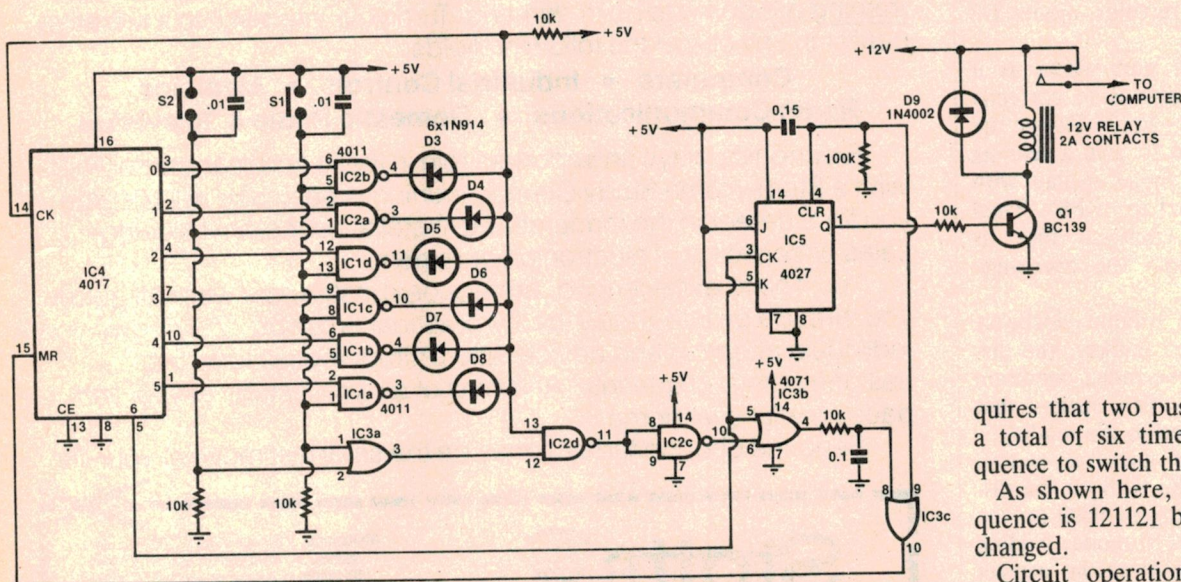 10k
+5V
+12V
+5V
S2
.01
S1
.01
D9
1N4002
TO
COMPUTER
12V RELAY
2A CONTACTS
6x1N914
0.15
+5V
100k
16
4011
D3
3
0
6
5
IC2b
4
D4
14
CK
1
2
2
1
IC2a
3
14
4
CLR
6
J
Q
1
10k
Q1
BC139
IC5
4027
3
CK
5
K
7
8
D5
2
4
12
13
IC1d
11
IC4
4017
D6
3
7
9
8
IC1c
10
D7
4
10
6
5
IC1b
4
15
MR
D8
5
1
2
1
IC1a
3
4011
CE
6
13
8
5
IC3a
3
2
13
12
IC2d
11
+5V
8
14
IC2c
10
9
7
+5V
4071
IC3b
14
5
6
4
7
10k
0.1
8
9
IC3c
10
10k
10k
quires that two pus
a total of six time
quence to switch th
As shown here,
quence is 121121 b
changed.
Circuit operation